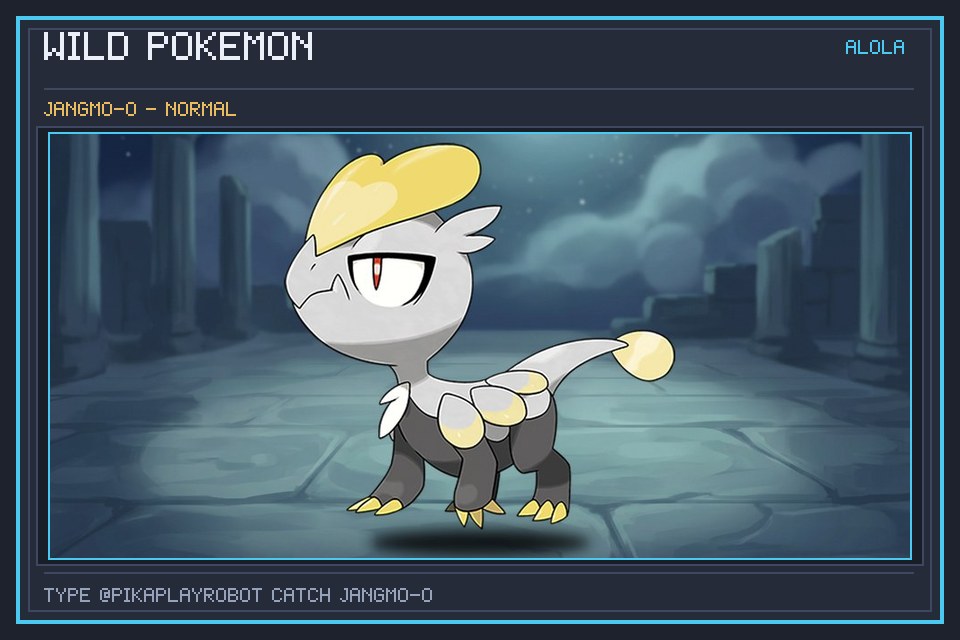 WILD POKEMON
ALOLA
JANGMO-O - NORMAL
TYPE @PIKAPLAYROBOT CATCH JANGMO-O